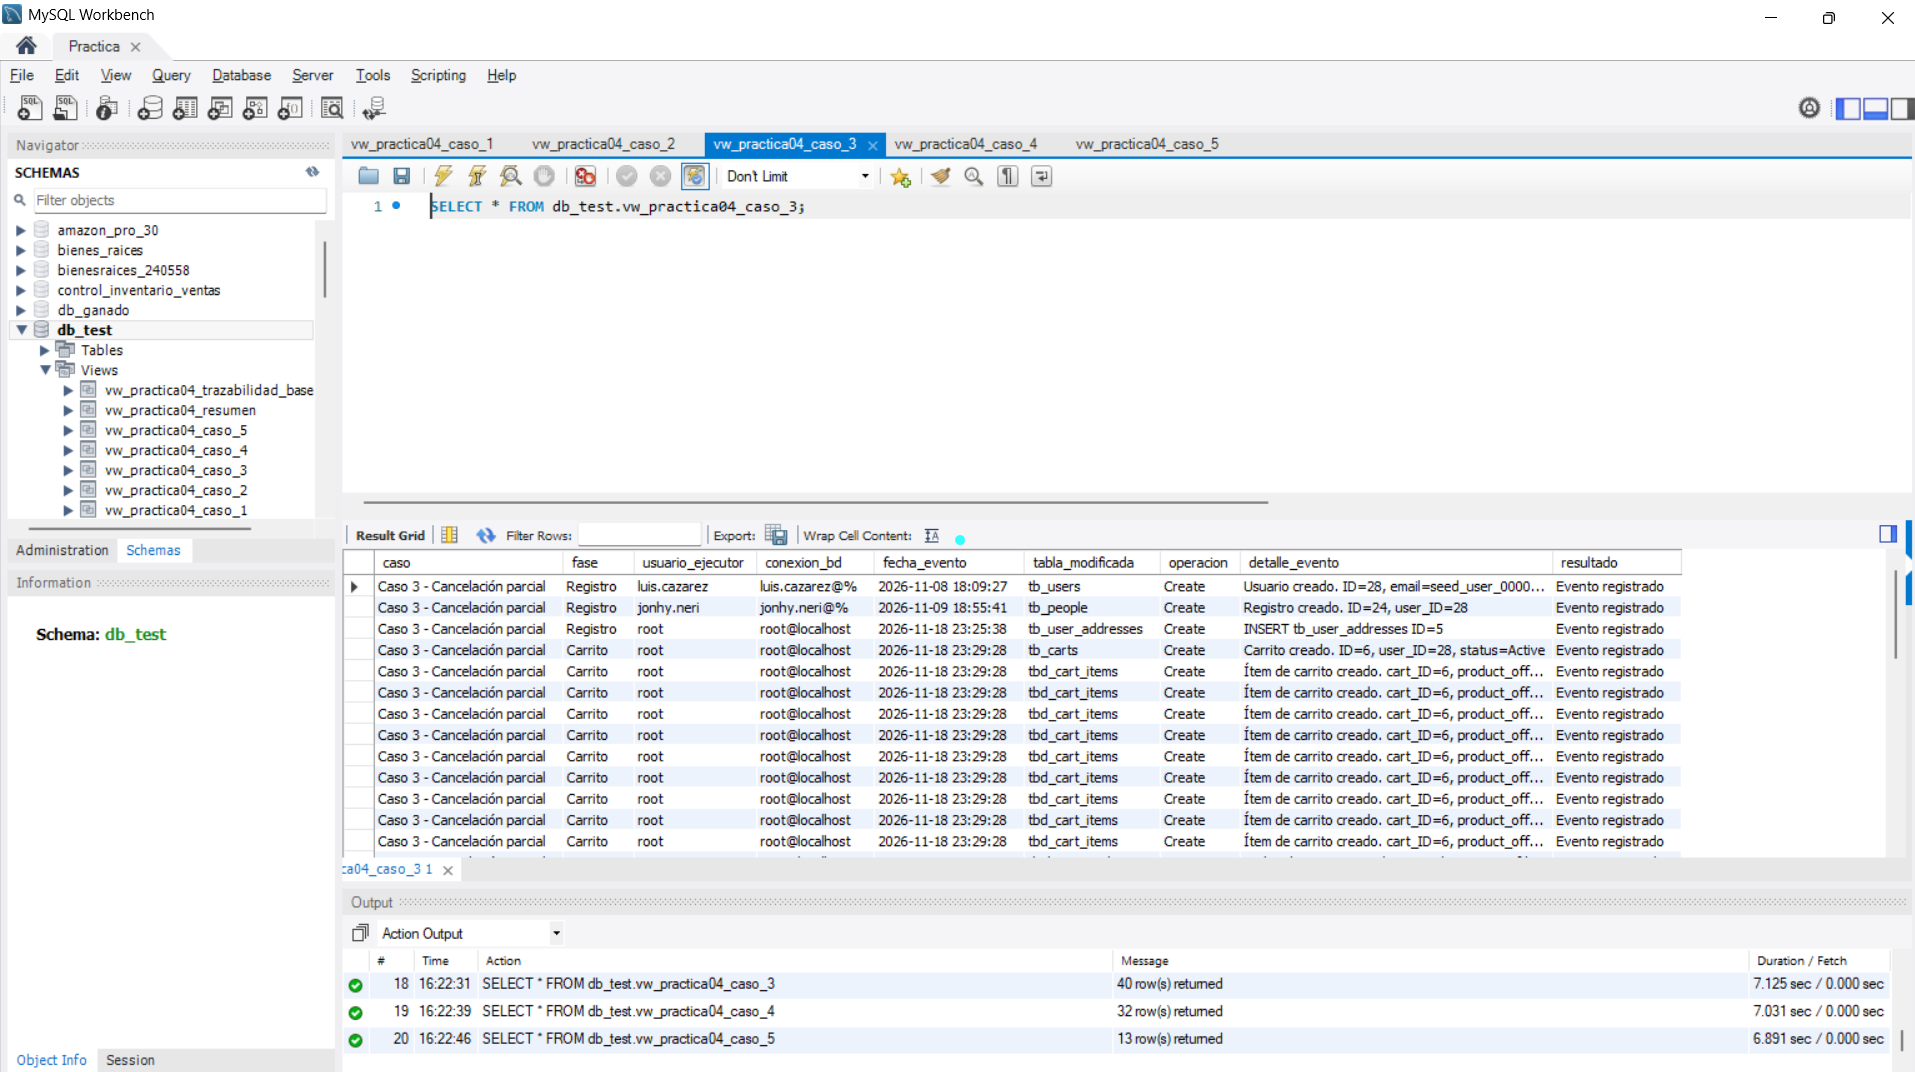 MySQL Workbench
Practica
File Edit View Query Database Server Tools Scripting Help
Navigator
SCHEMAS
Filter objects
amazon_pro_30
bienes_raices
bienesraices_240558
control_inventario_ventas
db_ganado
db_test
Tables
Views
vw_practica04_trazabilidad_base
vw_practica04_resumen
vw_practica04_caso_5
vw_practica04_caso_4
vw_practica04_caso_3
vw_practica04_caso_2
vw_practica04_caso_1
Administration Schemas
Information
Schema: db_test
Object Info Session
vw_practica04_caso_1 vw_practica04_caso_2 vw_practica04_caso_3 vw_practica04_caso_4 vw_practica04_caso_5
Don't Limit
1 SELECT * FROM db_test.vw_practica04_caso_3;
Result Grid Filter Rows: Export: Wrap Cell Content:
caso fase usuario_ejecutor conexion_bd fecha_evento tabla_modificada operacion detalle_evento resultado
Caso 3 - Cancelación parcial Registro luis.cazarez luis.cazarez@% 2026-11-08 18:09:27 tb_users Create Usuario creado. ID=28, email=seed_user_0000... Evento registrado
Caso 3 - Cancelación parcial Registro jonhy.neri jonhy.neri@% 2026-11-09 18:55:41 tb_people Create Registro creado. ID=24, user_ID=28 Evento registrado
Caso 3 - Cancelación parcial Registro root root@localhost 2026-11-18 23:25:38 tb_user_addresses Create INSERT tb_user_addresses ID=5 Evento registrado
Caso 3 - Cancelación parcial Carrito root root@localhost 2026-11-18 23:29:28 tb_carts Create Carrito creado. ID=6, user_ID=28, status=Active Evento registrado
Caso 3 - Cancelación parcial Carrito root root@localhost 2026-11-18 23:29:28 tbd_cart_items Create Ítem de carrito creado. cart_ID=6, product_off... Evento registrado
Caso 3 - Cancelación parcial Carrito root root@localhost 2026-11-18 23:29:28 tbd_cart_items Create Ítem de carrito creado. cart_ID=6, product_off... Evento registrado
Caso 3 - Cancelación parcial Carrito root root@localhost 2026-11-18 23:29:28 tbd_cart_items Create Ítem de carrito creado. cart_ID=6, product_off... Evento registrado
Caso 3 - Cancelación parcial Carrito root root@localhost 2026-11-18 23:29:28 tbd_cart_items Create Ítem de carrito creado. cart_ID=6, product_off... Evento registrado
Caso 3 - Cancelación parcial Carrito root root@localhost 2026-11-18 23:29:28 tbd_cart_items Create Ítem de carrito creado. cart_ID=6, product_off... Evento registrado
Caso 3 - Cancelación parcial Carrito root root@localhost 2026-11-18 23:29:28 tbd_cart_items Create Ítem de carrito creado. cart_ID=6, product_off... Evento registrado
Caso 3 - Cancelación parcial Carrito root root@localhost 2026-11-18 23:29:28 tbd_cart_items Create Ítem de carrito creado. cart_ID=6, product_off... Evento registrado
Caso 3 - Cancelación parcial Carrito root root@localhost 2026-11-18 23:29:28 tbd_cart_items Create Ítem de carrito creado. cart_ID=6, product_off... Evento registrado
Caso 3 - Cancelación parcial Carrito root root@localhost 2026-11-18 23:29:28 tbd_cart_items Create Ítem de carrito creado. cart_ID=6, product_off... Evento registrado
ca04_caso_3 1
Output
Action Output
# Time Action Message Duration / Fetch
18 16:22:31 SELECT * FROM db_test.vw_practica04_caso_3 40 row(s) returned 7.125 sec / 0.000 sec
19 16:22:39 SELECT * FROM db_test.vw_practica04_caso_4 32 row(s) returned 7.031 sec / 0.000 sec
20 16:22:46 SELECT * FROM db_test.vw_practica04_caso_5 13 row(s) returned 6.891 sec / 0.000 sec